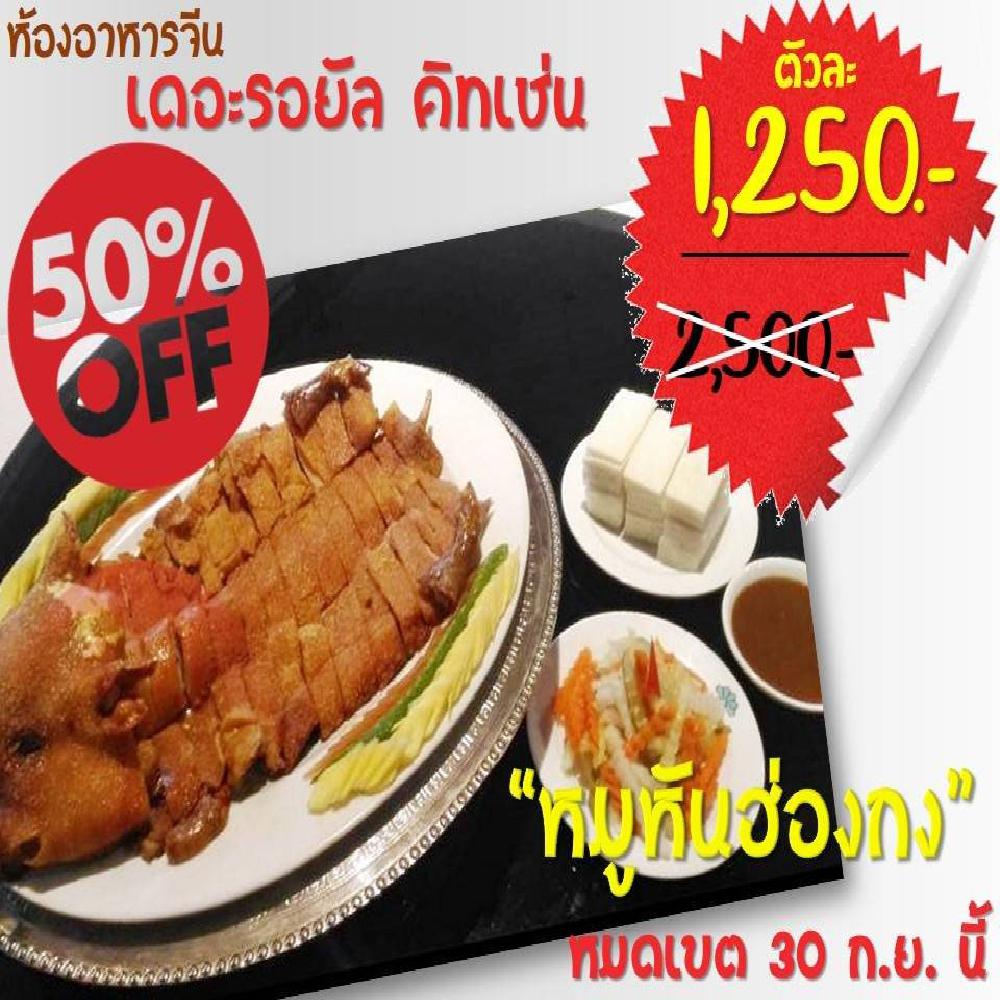 ห้องอาหารจีน
เดอะรอยัล คิทเช่น
ตัวละ
1,250.-
2,500.-
50%
OFF
"หมูหันฮ่องกง"
หมดเขต 30 ก.ย. นี้